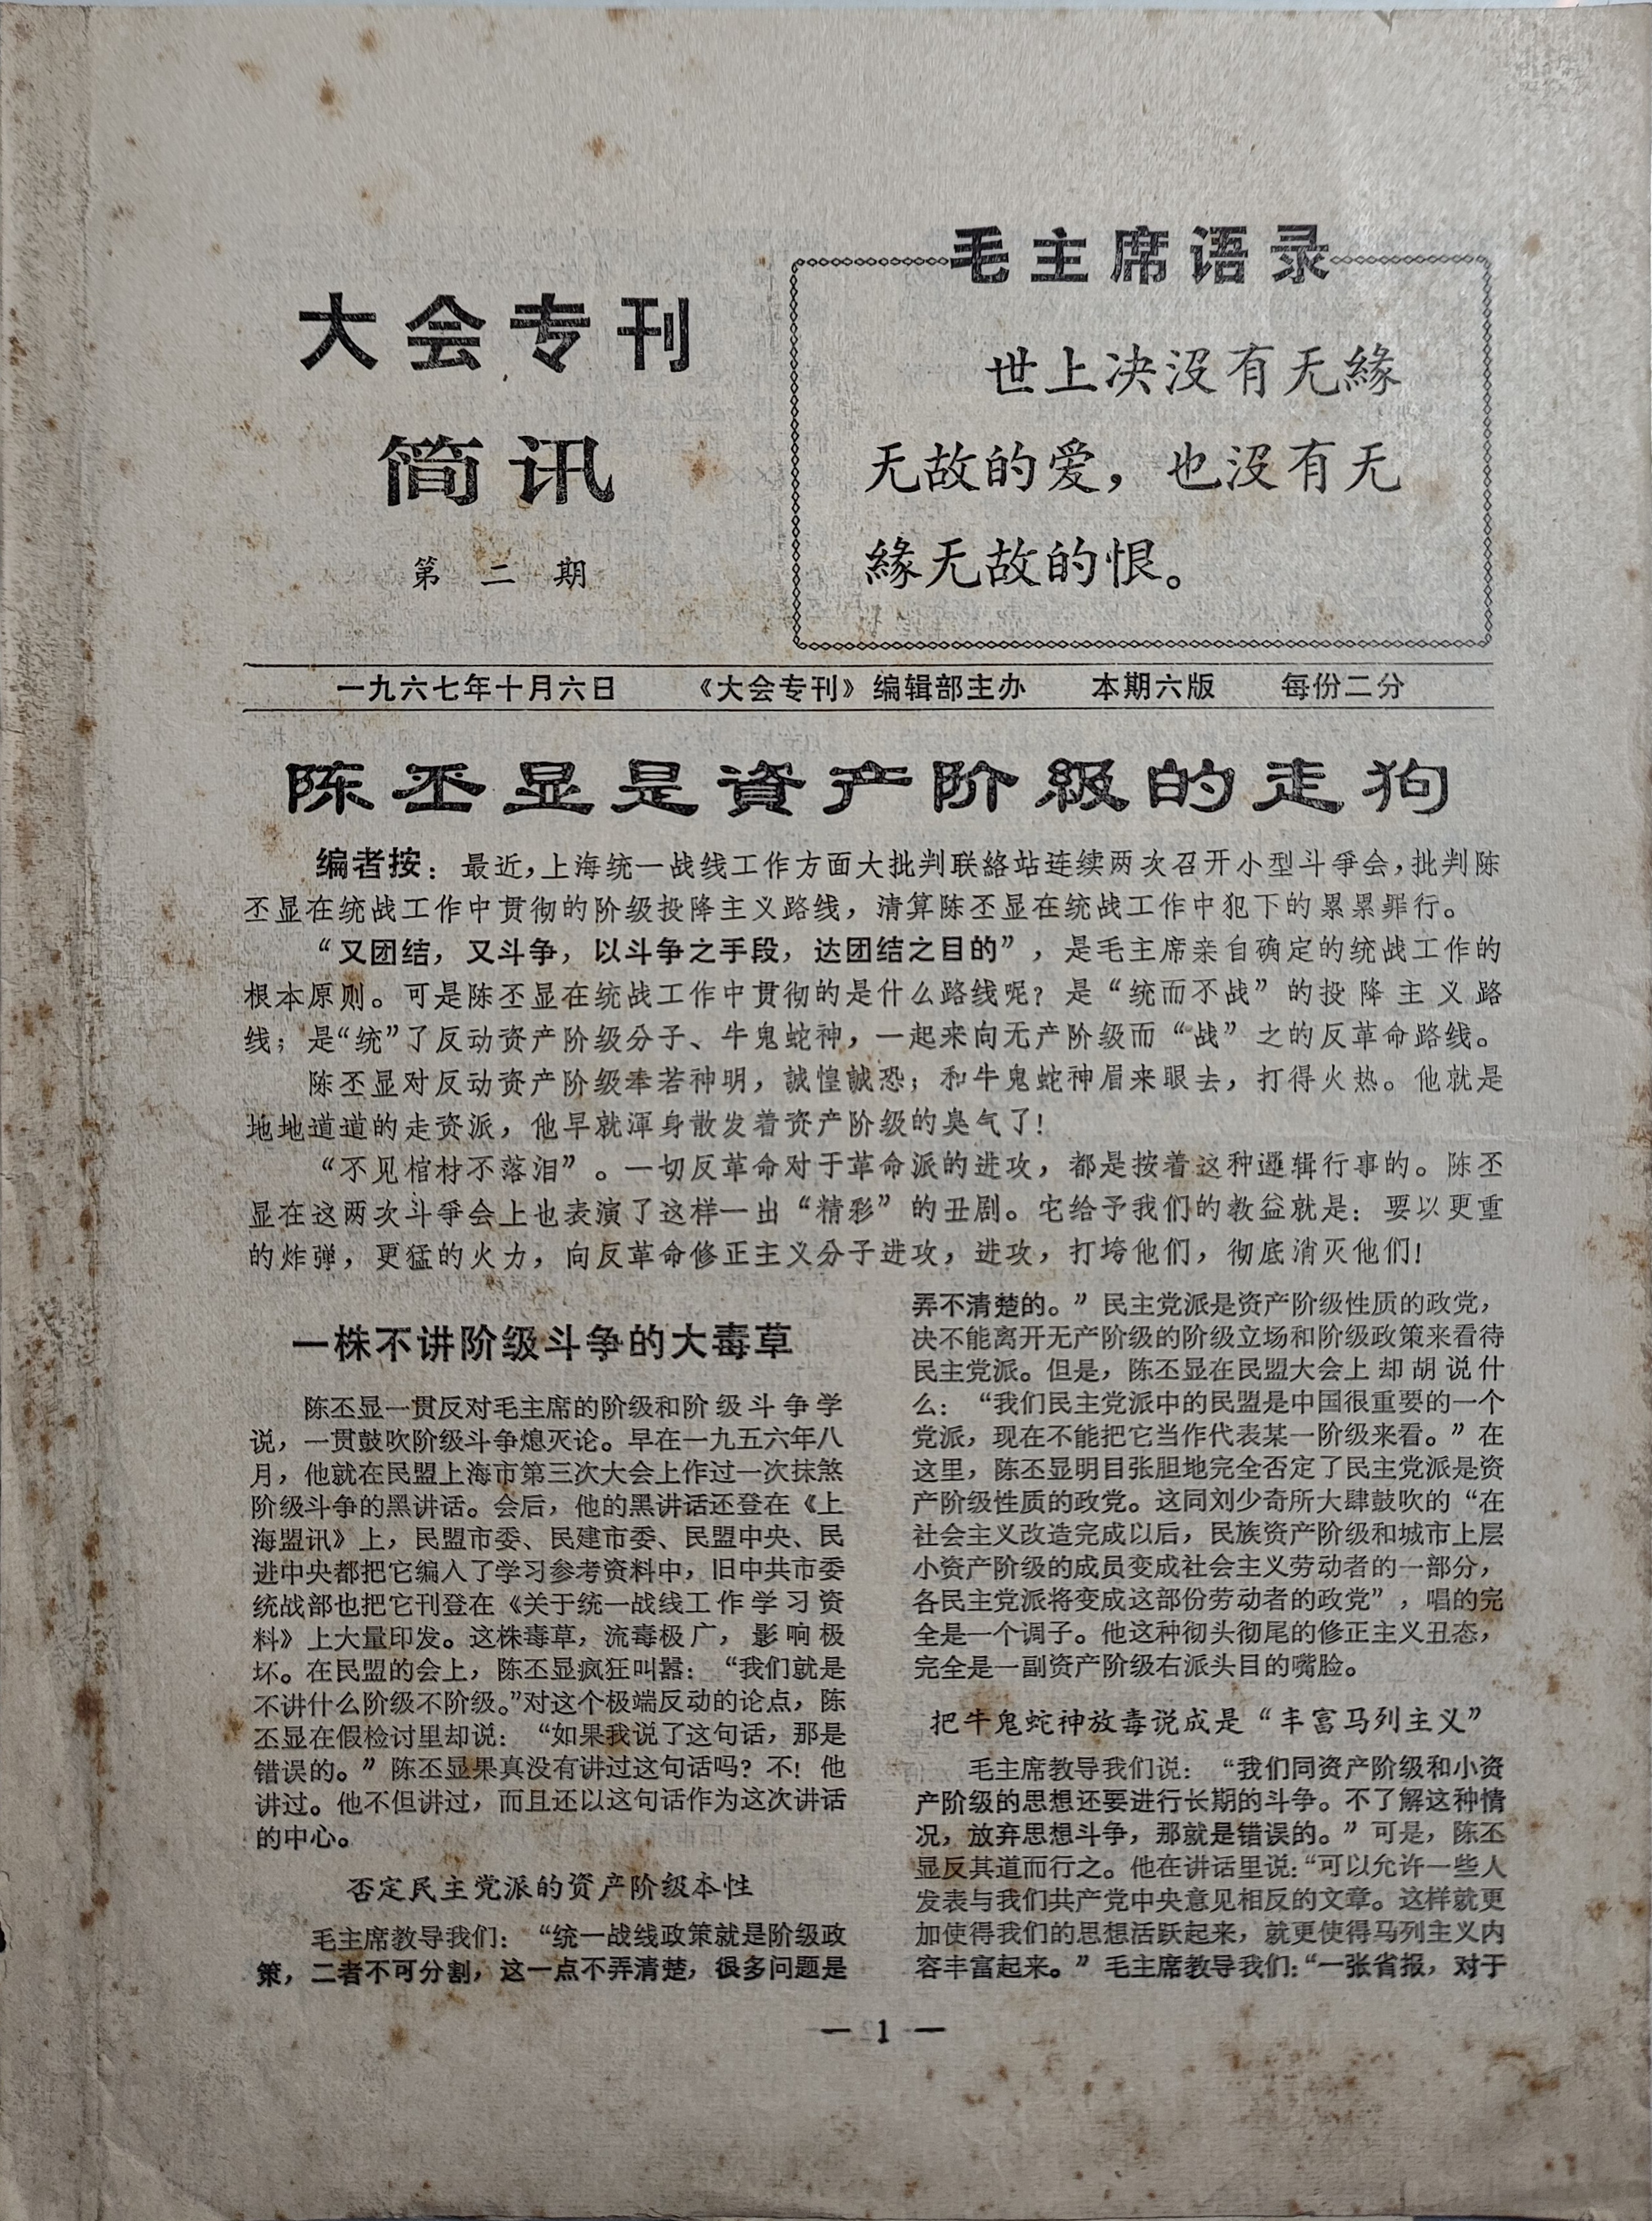 大会专刊
简讯
第二期
毛主席语录
世上决没有无緣
无故的爱，也没有无
緣无故的恨。
一九六七年十月六日　《大会专刊》编辑部主办　本期六版　每份二分
陈丕显是資产阶級的走狗
编者按：最近，上海统一战线工作方面大批判联絡站连续两次召开小型斗爭会，批判陈
丕显在统战工作中贯彻的阶级投降主义路线，清算陈丕显在统战工作中犯下的累累罪行。
“又团结，又斗争，以斗争之手段，达团结之目的”，是毛主席亲自确定的统战工作的
根本原则。可是陈丕显在统战工作中贯彻的是什么路线呢？是“统而不战”的投降主义路
线；是“统”了反动资产阶级分子、牛鬼蛇神，一起来向无产阶级而“战”之的反革命路线。
陈丕显对反动资产阶级奉若神明，誠惶誠恐；和牛鬼蛇神眉来眼去，打得火热。他就是
地地道道的走资派，他早就渾身散发着资产阶级的臭气了！
“不见棺材不落泪”。一切反革命对于革命派的进攻，都是按着这种邏辑行事的。陈丕
显在这两次斗爭会上也表演了这样一出“精彩”的丑剧。它给予我们的教益就是：要以更重
的炸弹，更猛的火力，向反革命修正主义分子进攻，进攻，打垮他们，彻底消灭他们！
一株不讲阶级斗争的大毒草
陈丕显一贯反对毛主席的阶级和阶级斗争学
说，一贯鼓吹阶级斗争熄灭论。早在一九五六年八
月，他就在民盟上海市第三次大会上作过一次抹煞
阶级斗争的黑讲话。会后，他的黑讲话还登在《上
海盟讯》上，民盟市委、民建市委、民盟中央、民
进中央都把它编入了学习参考资料中，旧中共市委
统战部也把它刊登在《关于统一战线工作学习资
料》上大量印发。这株毒草，流毒极广，影响极
坏。在民盟的会上，陈丕显疯狂叫嚣：“我们就是
不讲什么阶级不阶级。”对这个极端反动的论点，陈
丕显在假检讨里却说：“如果我说了这句话，那是
错误的。”陈丕显果真没有讲过这句话吗？不！他
讲过。他不但讲过，而且还以这句话作为这次讲话
的中心。
否定民主党派的资产阶级本性
毛主席教导我们：“统一战线政策就是阶级政
策，二者不可分割，这一点不弄清楚，很多问题是
弄不清楚的。”民主党派是资产阶级性质的政党，
决不能离开无产阶级的阶级立场和阶级政策来看待
民主党派。但是，陈丕显在民盟大会上却胡说什
么：“我们民主党派中的民盟是中国很重要的一个
党派，现在不能把它当作代表某一阶级来看。”在
这里，陈丕显明目张胆地完全否定了民主党派是资
产阶级性质的政党。这同刘少奇所大肆鼓吹的“在
社会主义改造完成以后，民族资产阶级和城市上层
小资产阶级的成员变成社会主义劳动者的一部分，
各民主党派将变成这部份劳动者的政党”，唱的完
全是一个调子。他这种彻头彻尾的修正主义丑态，
完全是一副资产阶级右派头目的嘴脸。
把牛鬼蛇神放毒说成是“丰富马列主义”
毛主席教导我们说：“我们同资产阶级和小资
产阶级的思想还要进行长期的斗争。不了解这种情
况，放弃思想斗争，那就是错误的。”可是，陈丕
显反其道而行之。他在讲话里说：“可以允许一些人
发表与我们共产党中央意见相反的文章。这样就更
加使得我们的思想活跃起来，就更使得马列主义内
容丰富起来。”毛主席教导我们：“一张省报，对于
— 1 —